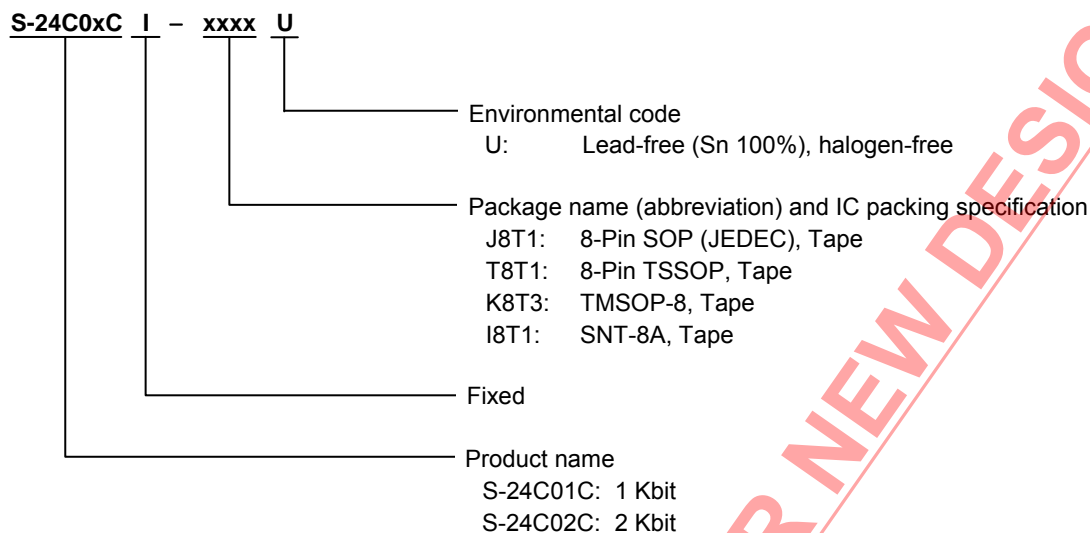 S-24C0xC I – xxxx U
Environmental code
U: Lead-free (Sn 100%), halogen-free
Package name (abbreviation) and IC packing specification
J8T1: 8-Pin SOP (JEDEC), Tape
T8T1: 8-Pin TSSOP, Tape
K8T3: TMSOP-8, Tape
I8T1: SNT-8A, Tape
Fixed
Product name
S-24C01C: 1 Kbit
S-24C02C: 2 Kbit
R NEW DESIG